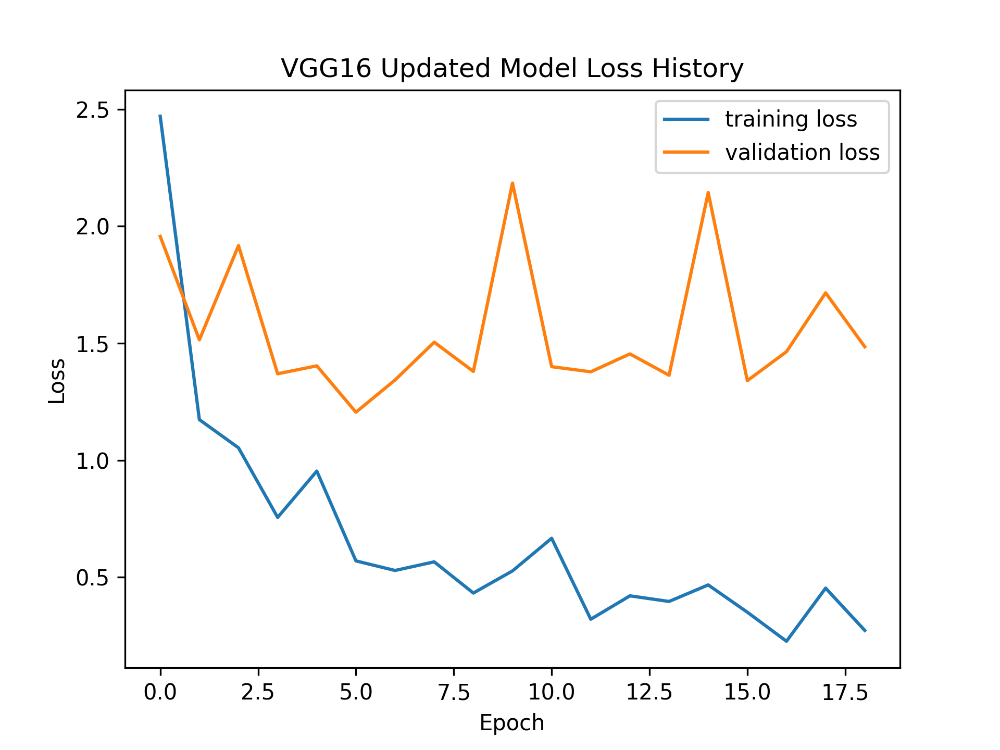 VGG16 Updated Model Loss History
training loss
validation loss
2.5
2.0
1.5
1.0
0.5
Loss
0.0 2.5 5.0 7.5 10.0 12.5 15.0 17.5
Epoch